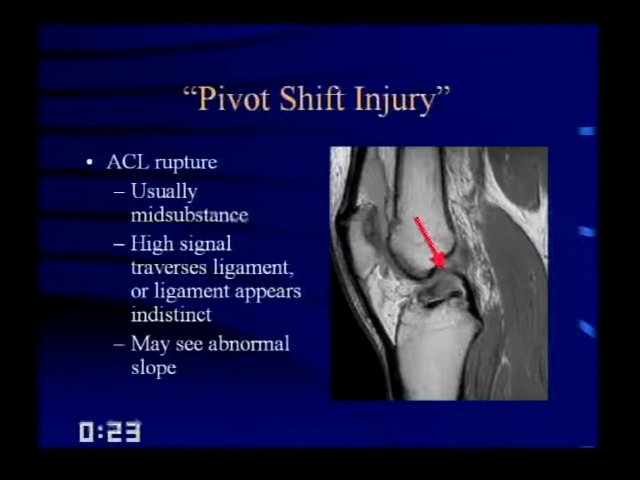 “Pivot Shift Injury”
• ACL rupture
– Usually
midsubstance
– High signal
traverses ligament,
or ligament appears
indistinct
– May see abnormal
slope
0:23